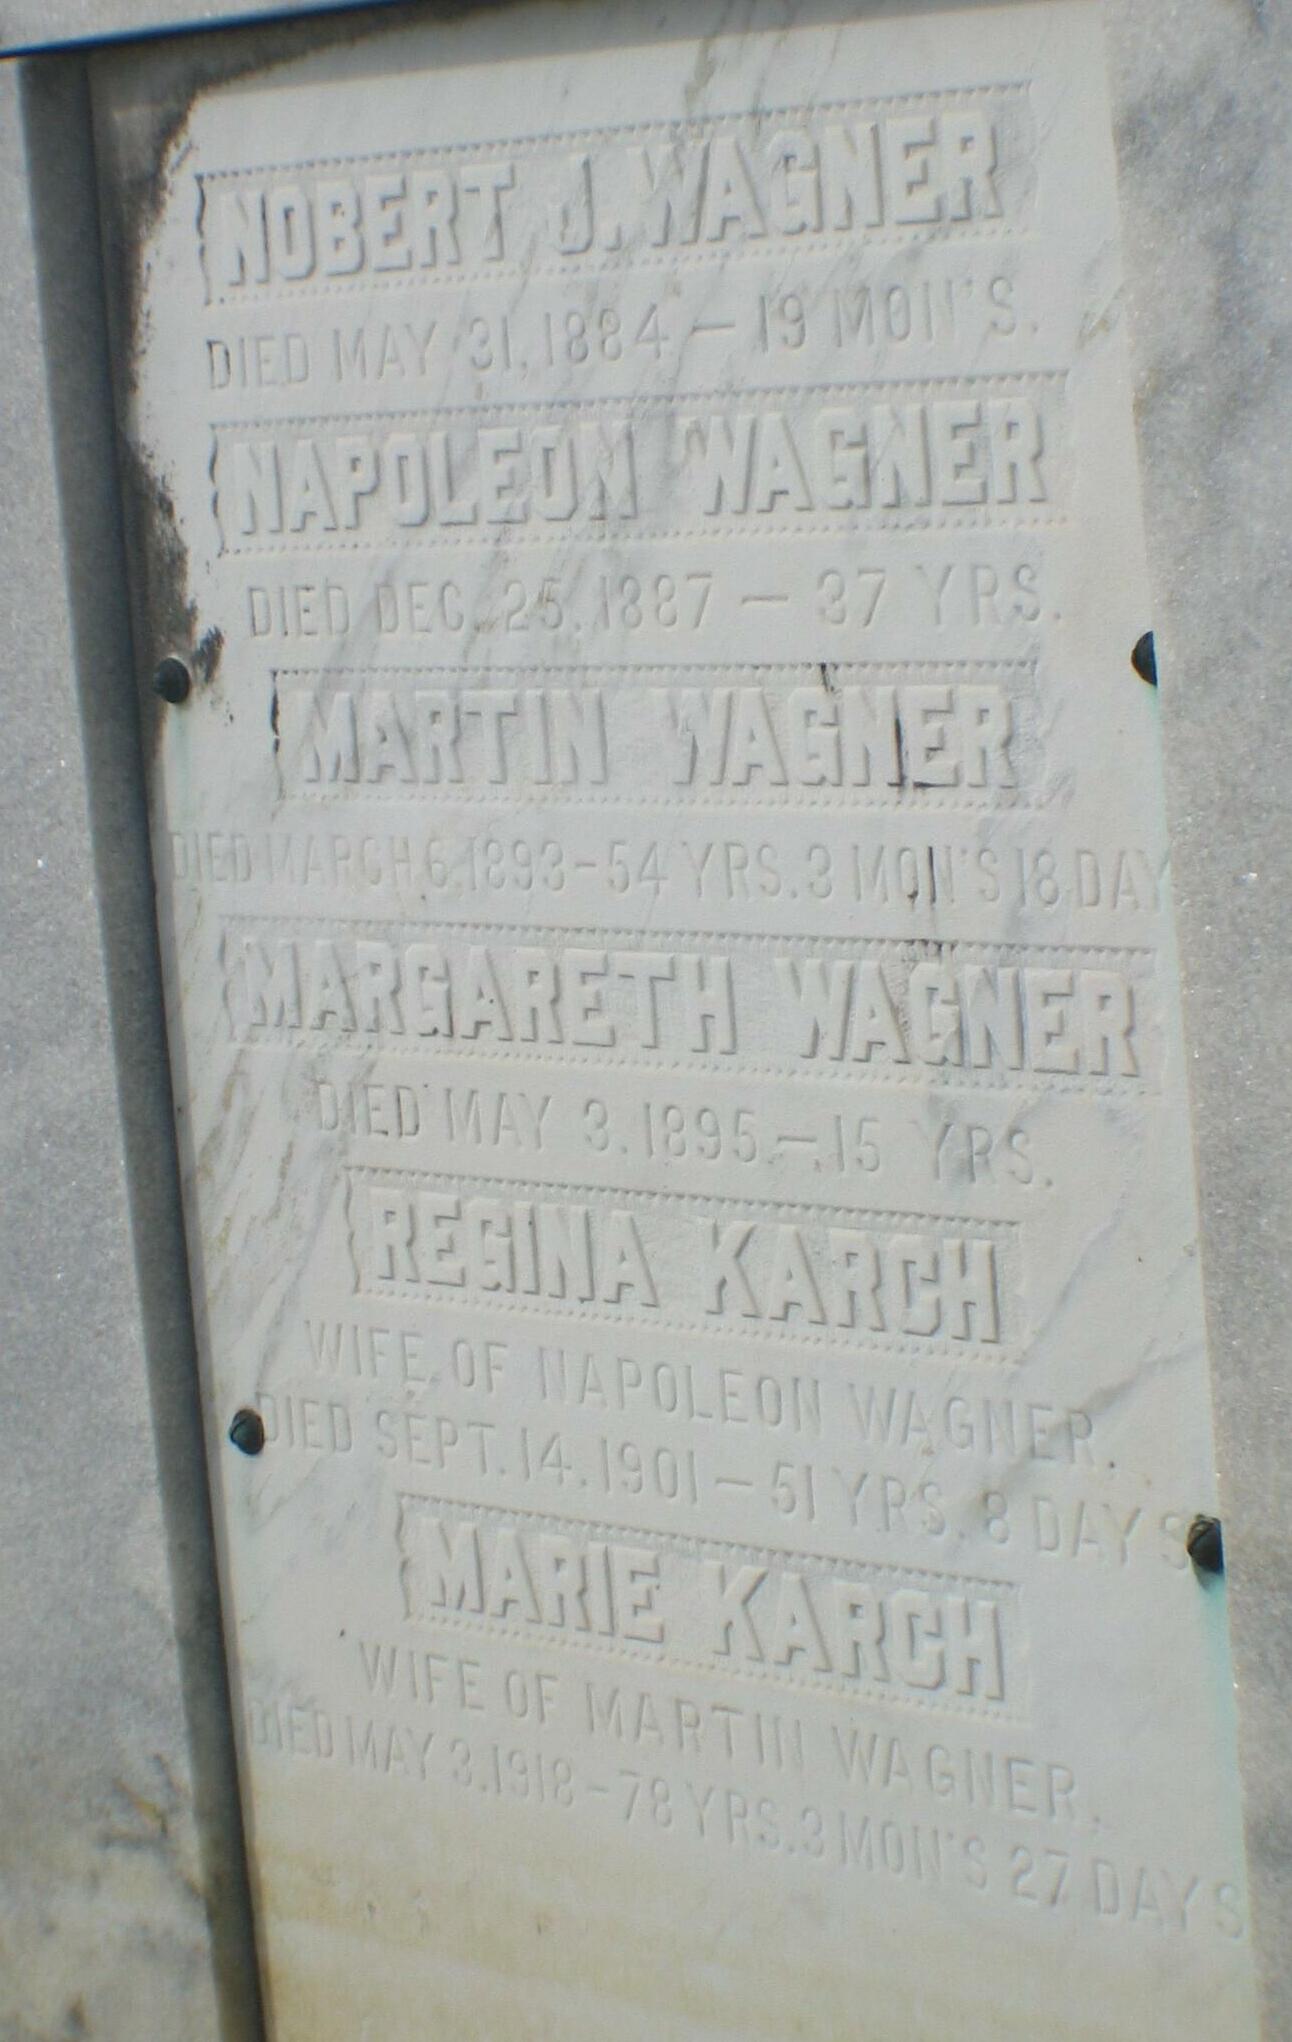 NOBERT J. WAGNER
DIED MAY 31, 1884 – 19 MON'S.
NAPOLEON WAGNER
DIED DEC. 25, 1887 – 37 YRS.
MARTIN WAGNER
DIED MARCH 6, 1893 – 54 YRS. 3 MON'S 18 DAY
MARGARETH WAGNER
DIED MAY 3, 1895. – 15 YRS.
REGINA KARCH
WIFE OF NAPOLEON WAGNER.
DIED SEPT. 14. 1901 – 51 YRS. 8 DAYS
MARIE KARCH
WIFE OF MARTIN WAGNER.
DIED MAY 3. 1918 – 78 YRS. 3 MON'S 27 DAYS